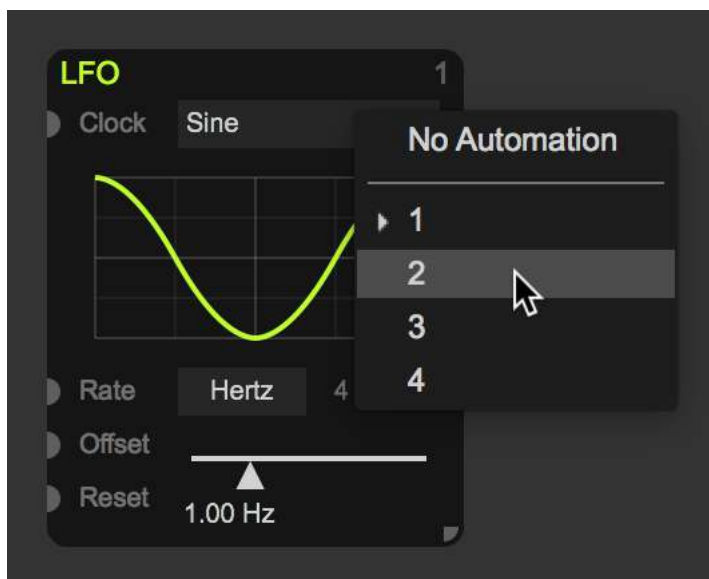 LFO 1
Clock Sine
No Automation
1
2
3
4
Rate Hertz 4
Offset
Reset
1.00 Hz